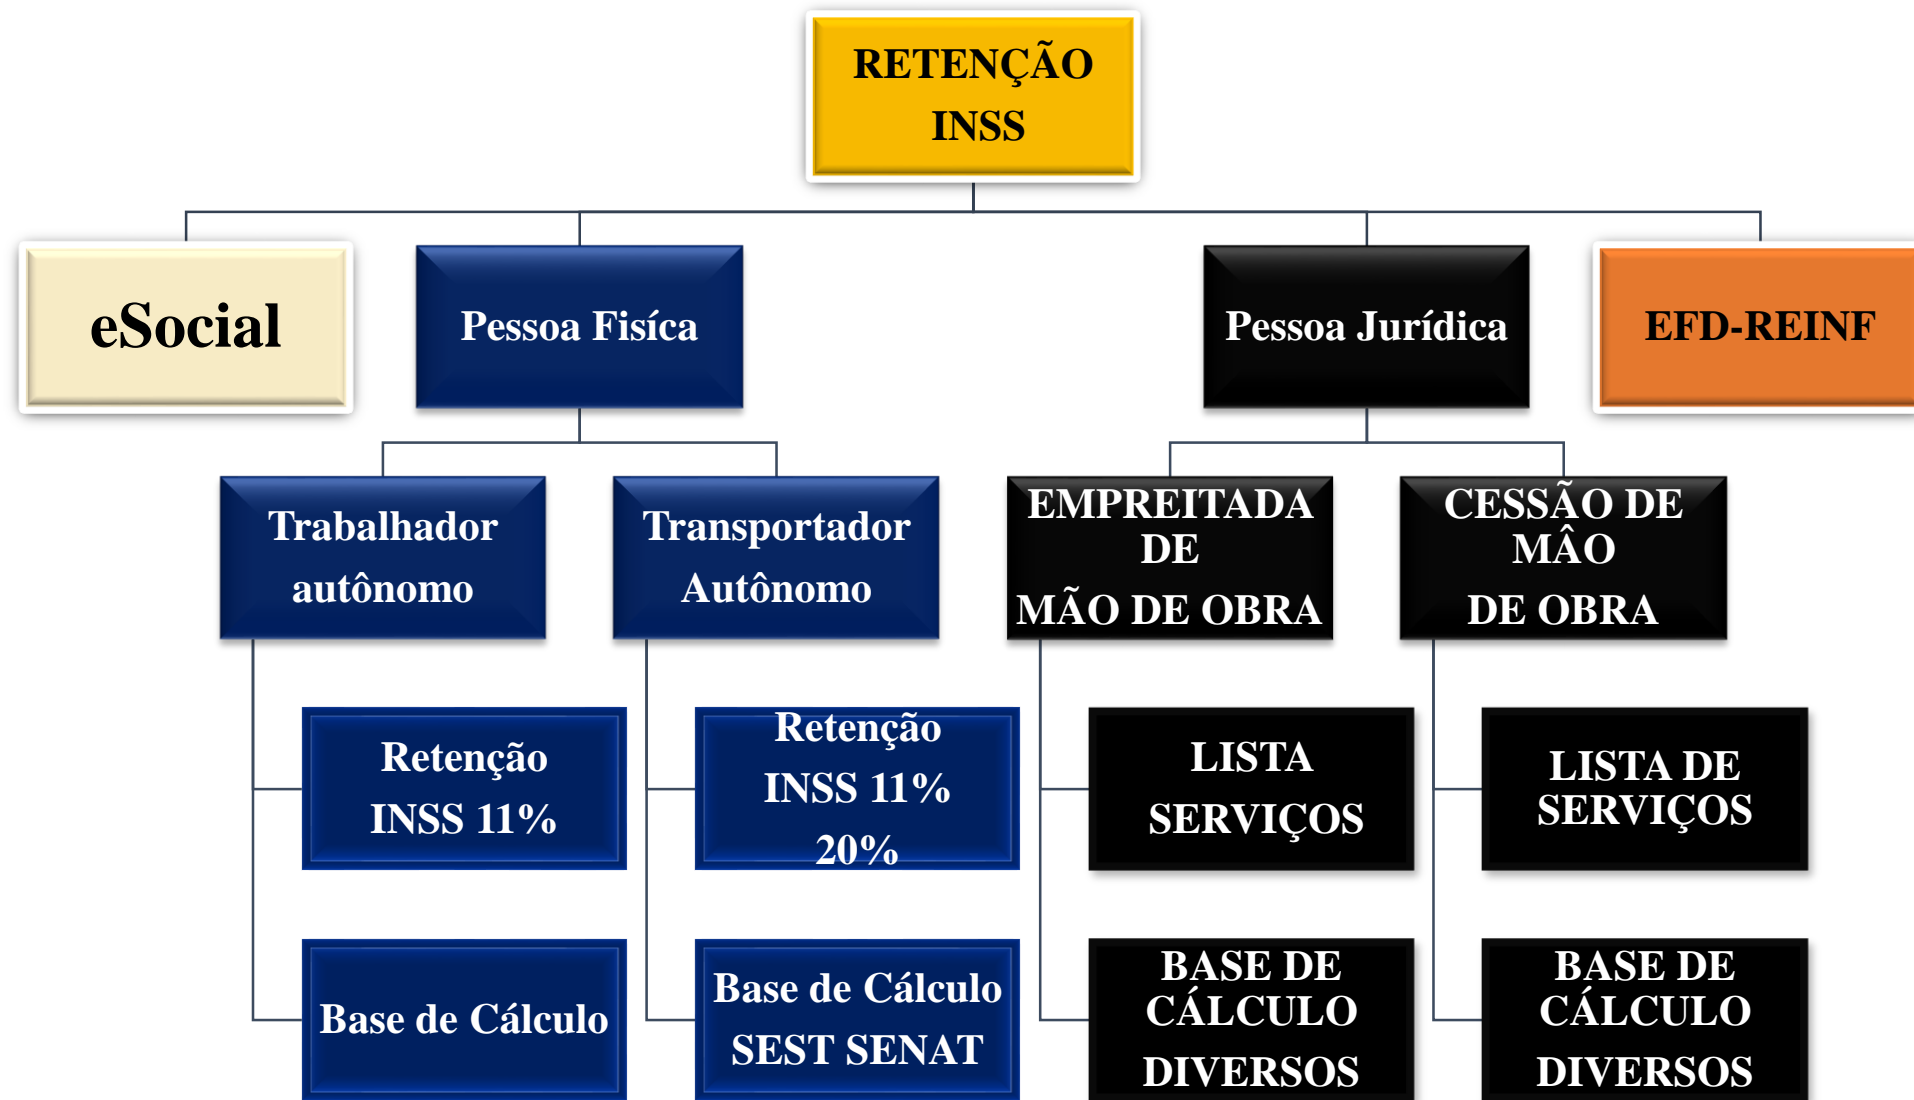 RETENÇÃO
INSS
eSocial
Pessoa Fisíca
Pessoa Jurídica
EFD-REINF
Trabalhador
autônomo
Transportador
Autônomo
EMPREITADA
DE
MÃO DE OBRA
CESSÃO DE
MÂO
DE OBRA
Retenção
INSS 11%
Retenção
INSS 11%
20%
LISTA
SERVIÇOS
LISTA DE
SERVIÇOS
Base de Cálculo
Base de Cálculo
SEST SENAT
BASE DE
CÁLCULO
DIVERSOS
BASE DE
CÁLCULO
DIVERSOS